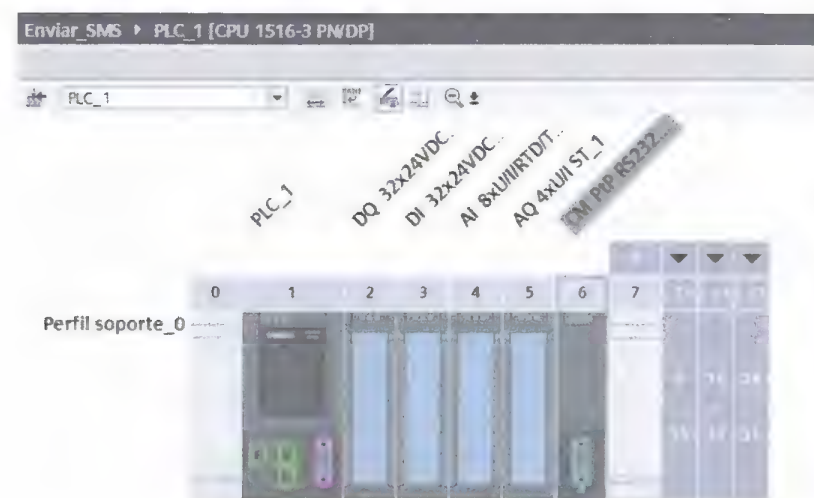 Enviar_SMS ▸ PLC_1 [CPU 1516-3 PN/DP]
PLC_1
PLC_1
DQ 32x24VDC...
DI 32x24VDC...
AI 8xU/I/RTD/T...
AQ 4xU/I ST_1
CM PtP RS232...
0 1 2 3 4 5 6 7
Perfil soporte_0